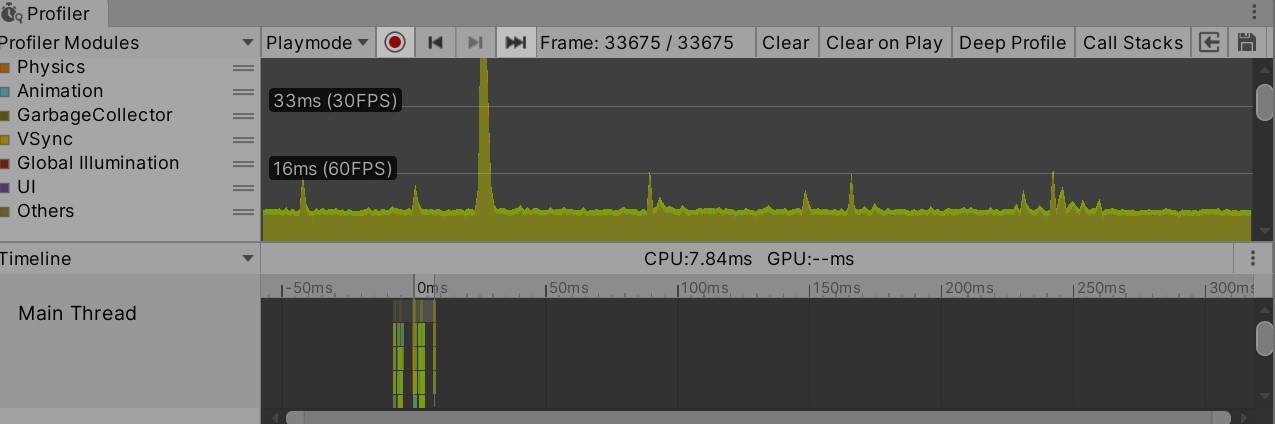 Profiler
Profiler Modules
Playmode
Frame: 33675 / 33675
Clear
Clear on Play
Deep Profile
Call Stacks
Physics
Animation
GarbageCollector
VSync
Global Illumination
UI
Others
33ms (30FPS)
16ms (60FPS)
Timeline
CPU:7.84ms GPU:--ms
-50ms 0ms 50ms 100ms 150ms 200ms 250ms 300ms
Main Thread